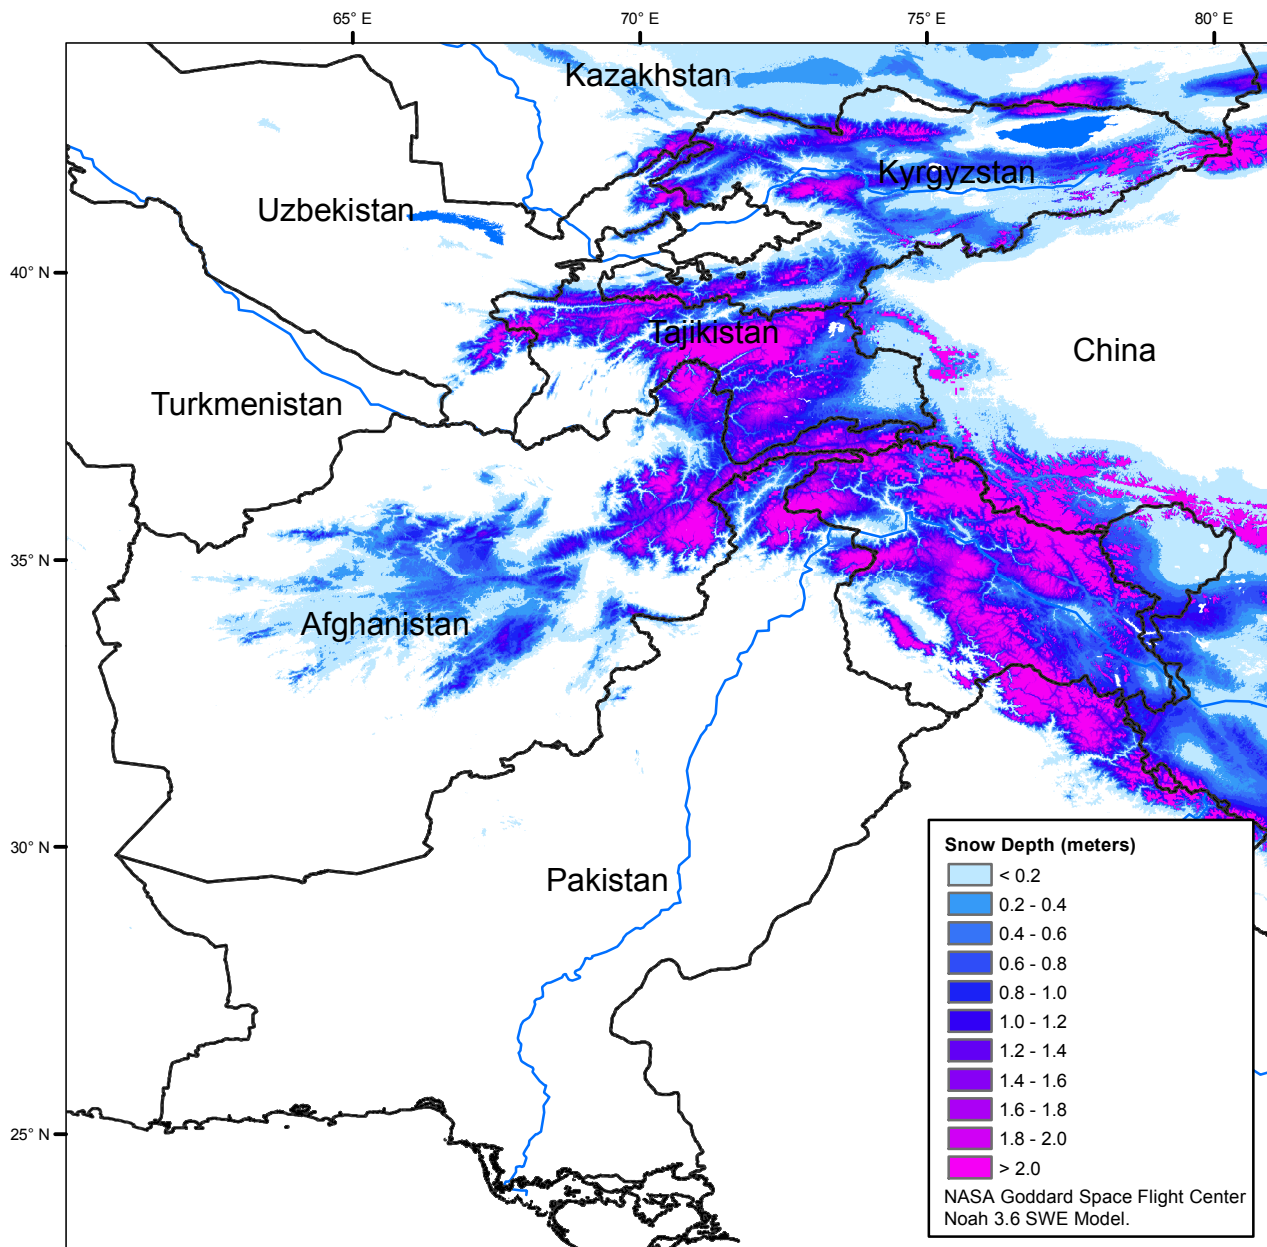 65° E
70° E
75° E
80° E
Kazakhstan
Kyrgyzstan
Uzbekistan
40° N
Tajikistan
China
Turkmenistan
35° N
Afghanistan
30° N
Pakistan
25° N
Snow Depth (meters)
< 0.2
0.2 - 0.4
0.4 - 0.6
0.6 - 0.8
0.8 - 1.0
1.0 - 1.2
1.2 - 1.4
1.4 - 1.6
1.6 - 1.8
1.8 - 2.0
> 2.0
NASA Goddard Space Flight Center
Noah 3.6 SWE Model.